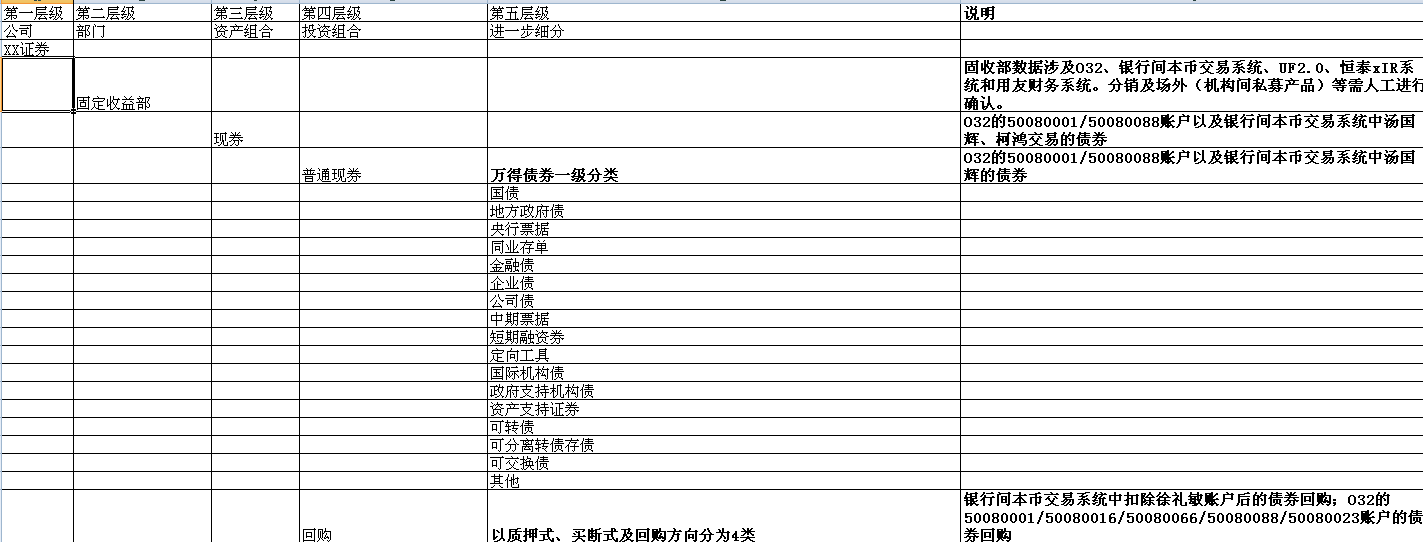 第一层级 第二层级 第三层级 第四层级 第五层级 说明
公司 部门 资产组合 投资组合 进一步细分
XX证券
固定收益部 固收部数据涉及O32、银行间本币交易系统、UF2.0、恒泰xIR系
统和用友财务系统。分销及场外（机构间私募产品）等需人工进行
确认。
现券 O32的50080001/50080088账户以及银行间本币交易系统中汤国
辉、柯鸿交易的债券
普通现券 万得债券一级分类 O32的50080001/50080088账户以及银行间本币交易系统中汤国
辉的债券
国债
地方政府债
央行票据
同业存单
金融债
企业债
公司债
中期票据
短期融资券
定向工具
国际机构债
政府支持机构债
资产支持证券
可转债
可分离转债存债
可交换债
其他
回购 以质押式、买断式及回购方向分为4类 银行间本币交易系统中扣除徐礼敏账户后的债券回购；O32的
50080001/50080016/50080066/50080088/50080023账户的债
券回购